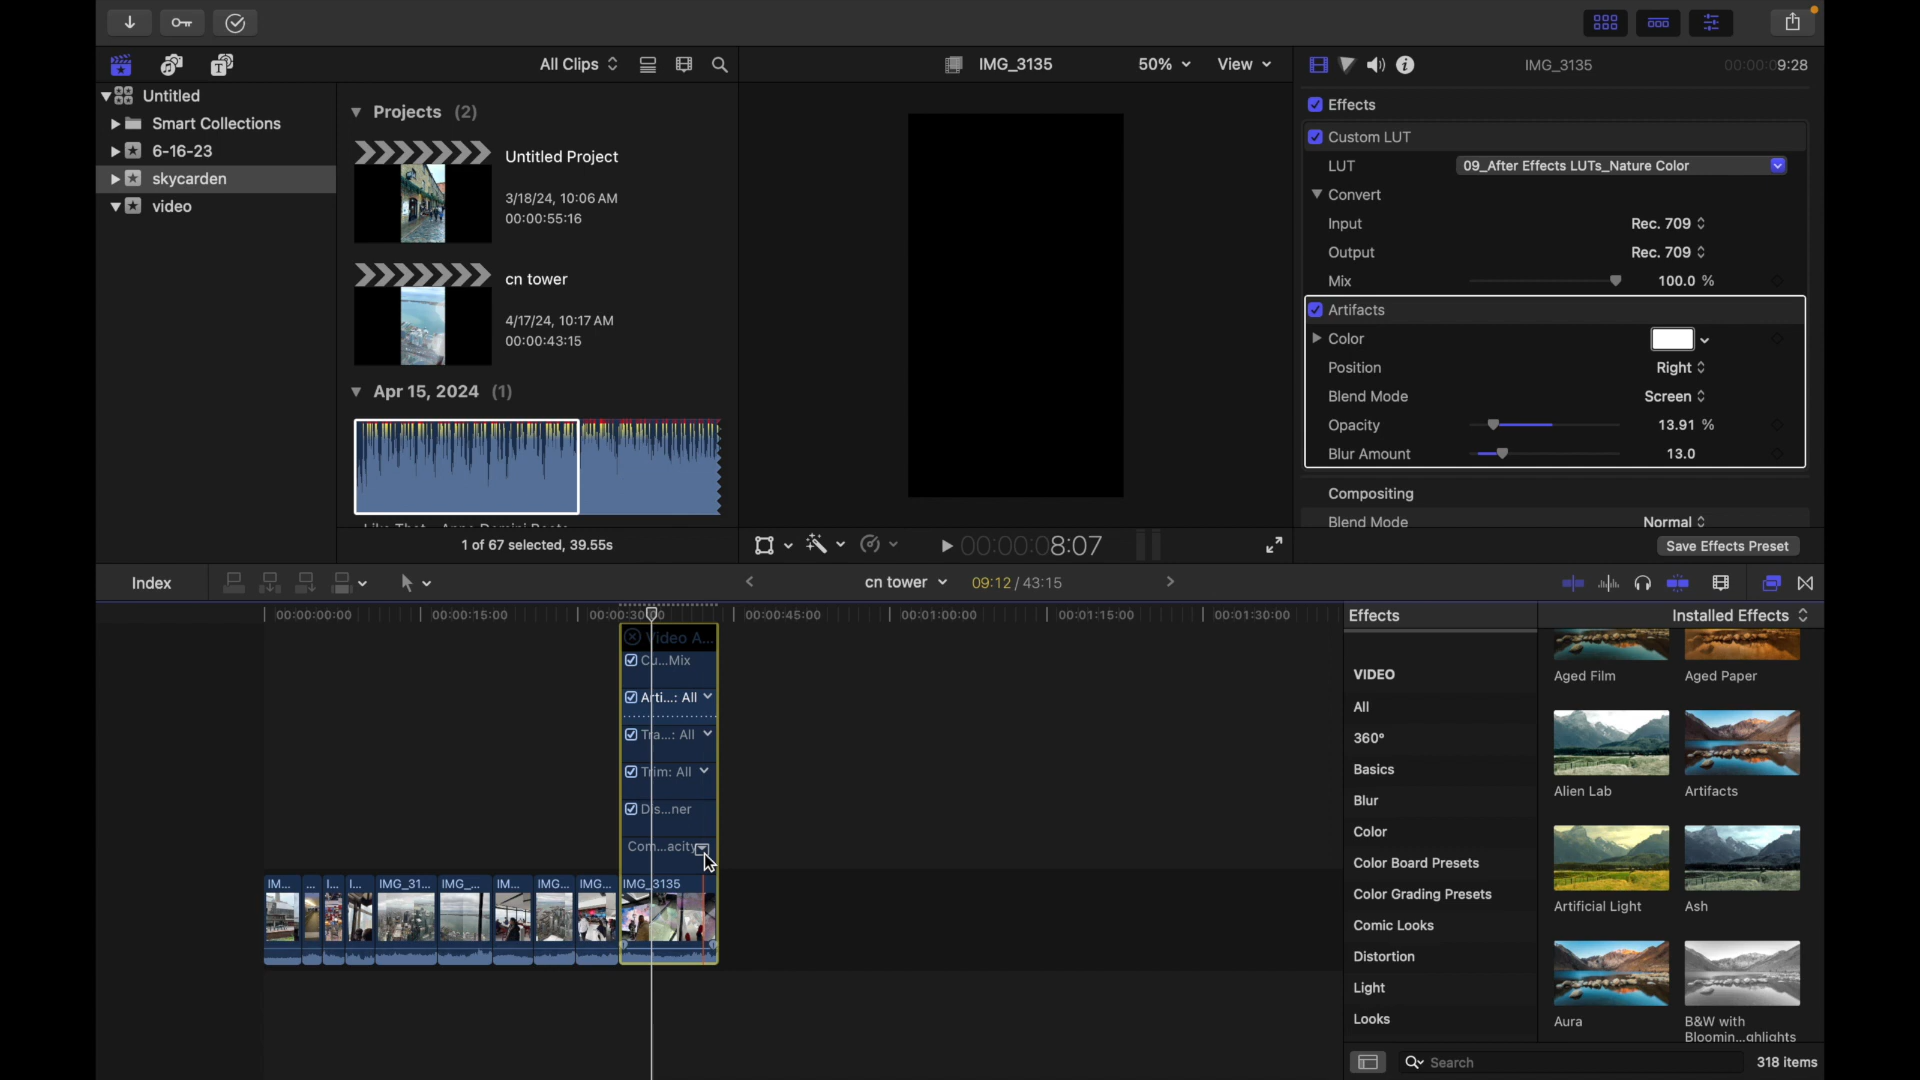 All Clips
IMG_3135
50%
View
IMG_3135
00:00:09:28
Untitled
Smart Collections
6-16-23
skycarden
video
Projects (2)
Untitled Project
3/18/24, 10:06 AM
00:00:55:16
cn tower
4/17/24, 10:17 AM
00:00:43:15
Apr 15, 2024 (1)
1 of 67 selected, 39.55s
00:00:08:07
Effects
Custom LUT
LUT
09_After Effects LUTs_Nature Color
Convert
Input
Rec. 709
Output
Rec. 709
Mix
100.0 %
Artifacts
Color
Position
Right
Blend Mode
Screen
Opacity
13.91 %
Blur Amount
13.0
Compositing
Blend Mode
Normal
Save Effects Preset
Index
cn tower
09:12 / 43:15
00:00:00:00
00:00:15:00
00:00:30:00
00:00:45:00
00:01:00:00
00:01:15:00
00:01:30:00
Video A...
Cu...Mix
Arti...: All
Tra...: All
Trim: All
Dis...ner
Com...acity
IM...
...
I...
I...
IMG_31...
IMG_...
IM...
IMG...
IMG...
IMG_3135
Effects
Installed Effects
VIDEO
All
360°
Basics
Blur
Color
Color Board Presets
Color Grading Presets
Comic Looks
Distortion
Light
Looks
Aged Film
Aged Paper
Alien Lab
Artifacts
Artificial Light
Ash
Aura
B&W with
Bloomin...ghlights
Search
318 items